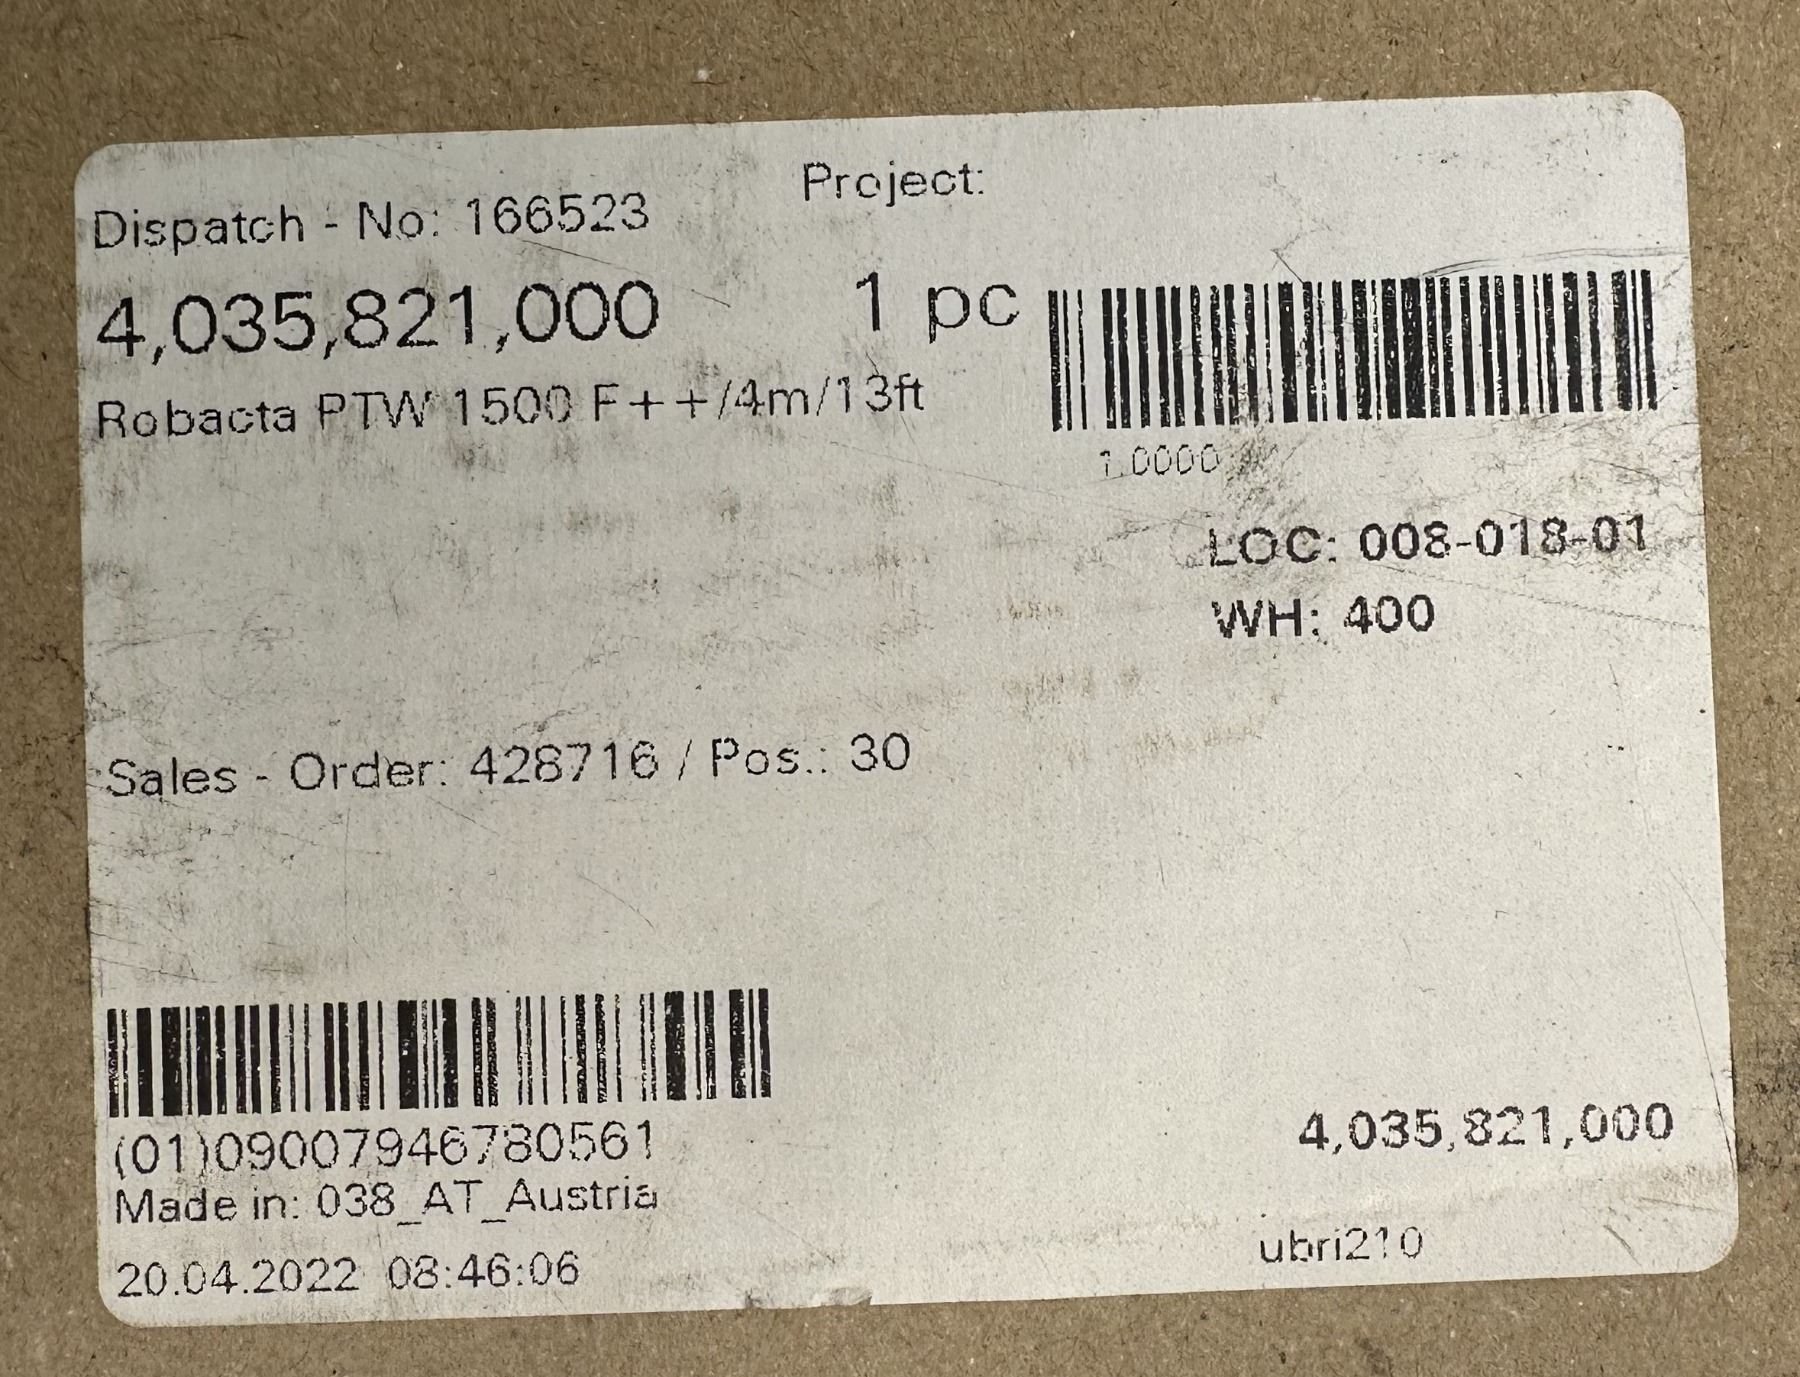 Project:
Dispatch - No: 166523
4,035,821,000 1 pc
Robacta PTW 1500 F++/4m/13ft
1.0000
LOC: 008-018-01
WH: 400
Sales - Order: 428716 / Pos.: 30
(01)09007946780561
4,035,821,000
Made in: 038_AT_Austria
ubri210
20.04.2022 08:46:06